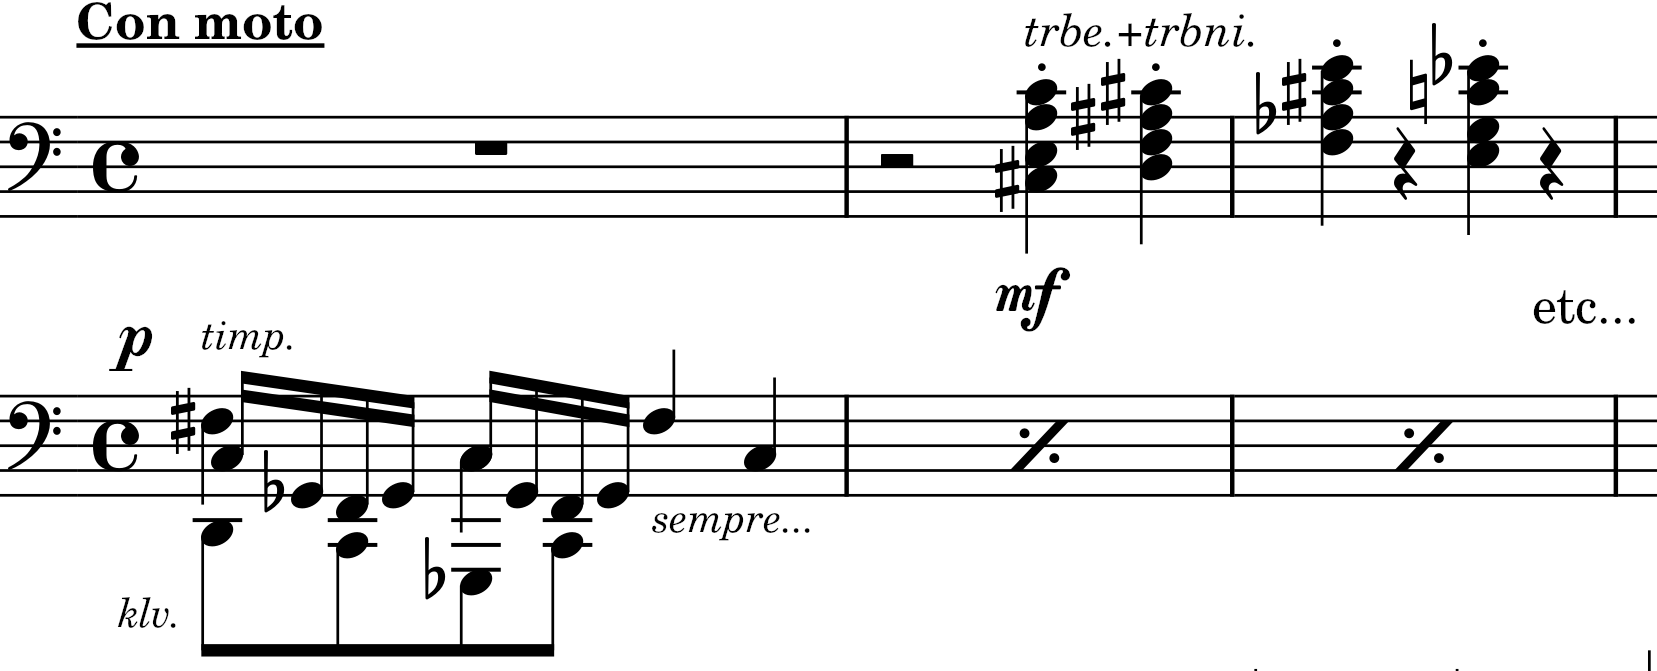 Con moto
trbe.+trbni.
mf
etc...
p
timp.
sempre...
klv.